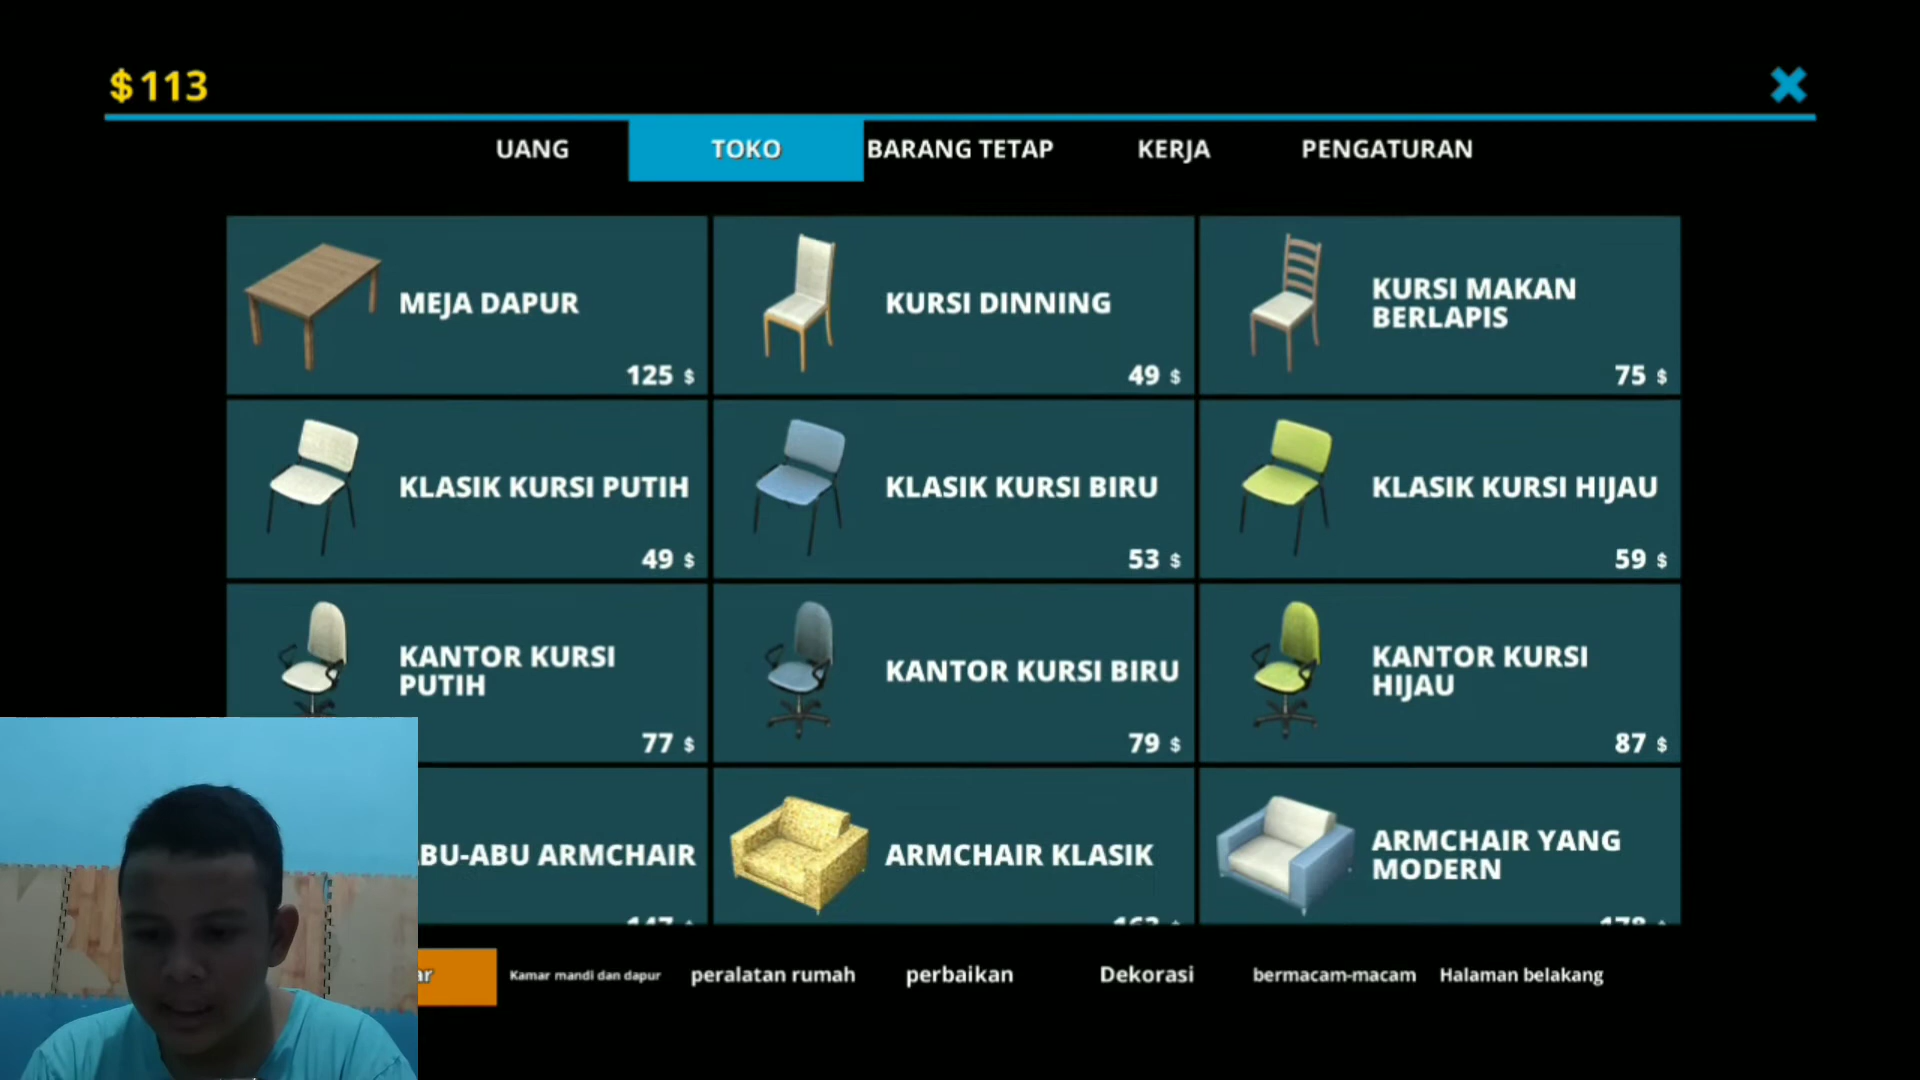 $113
UANG
TOKO
BARANG TETAP
KERJA
PENGATURAN
MEJA DAPUR
125 $
KURSI DINNING
49 $
KURSI MAKAN
BERLAPIS
75 $
KLASIK KURSI PUTIH
49 $
KLASIK KURSI BIRU
53 $
KLASIK KURSI HIJAU
59 $
KANTOR KURSI
PUTIH
77 $
KANTOR KURSI BIRU
79 $
KANTOR KURSI
HIJAU
87 $
BU-ABU ARMCHAIR
ARMCHAIR KLASIK
ARMCHAIR YANG
MODERN
Kamar mandi dan dapur
peralatan rumah
perbaikan
Dekorasi
bermacam-macam
Halaman belakang